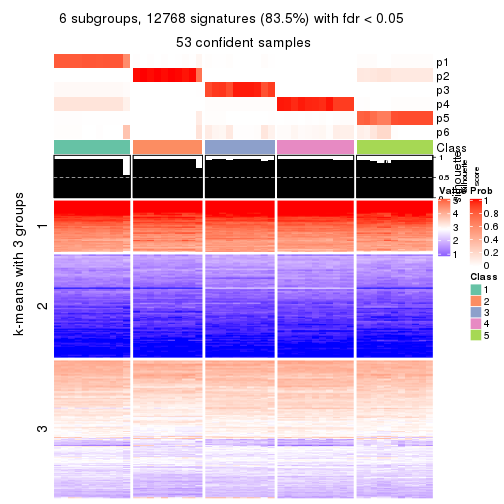 6 subgroups, 12768 signatures (83.5%) with fdr < 0.05
53 confident samples
p1
p2
p3
p4
p5
p6
Class
1
0.5
0
silhouette
score
k-means with 3 groups
1
2
3
Value
5
4
3
2
1
Prob
1
0.8
0.6
0.4
0.2
0
Class
1
2
3
4
5